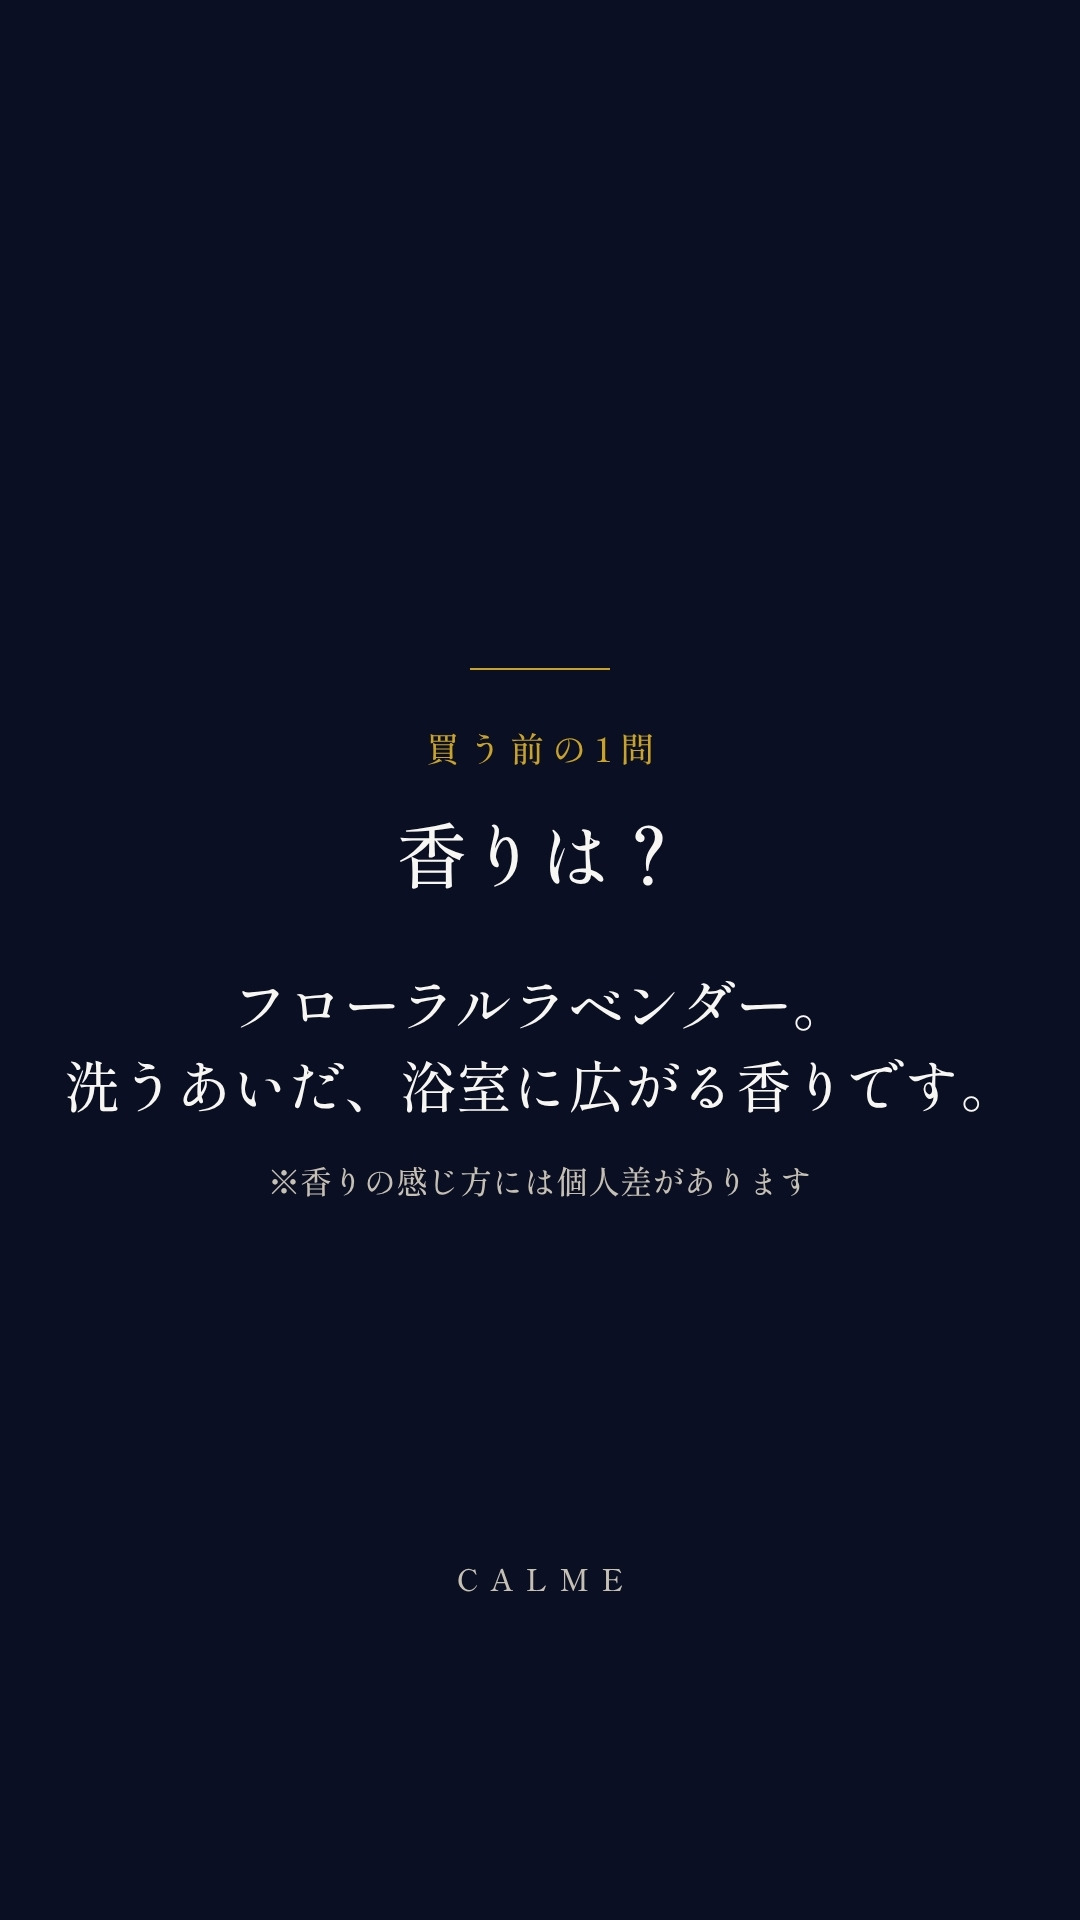 買う前の1問
香りは？
フローラルラベンダー。
洗うあいだ、浴室に広がる香りです。
※香りの感じ方には個人差があります
CALME